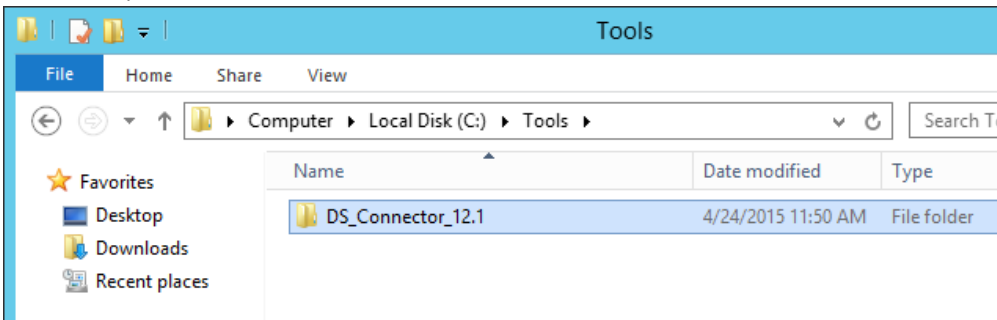 Tools
File Home Share View
Computer Local Disk (C:) Tools Search
Name Date modified Type
Favorites
DS_Connector_12.1 4/24/2015 11:50 AM File folder
Desktop
Downloads
Recent places